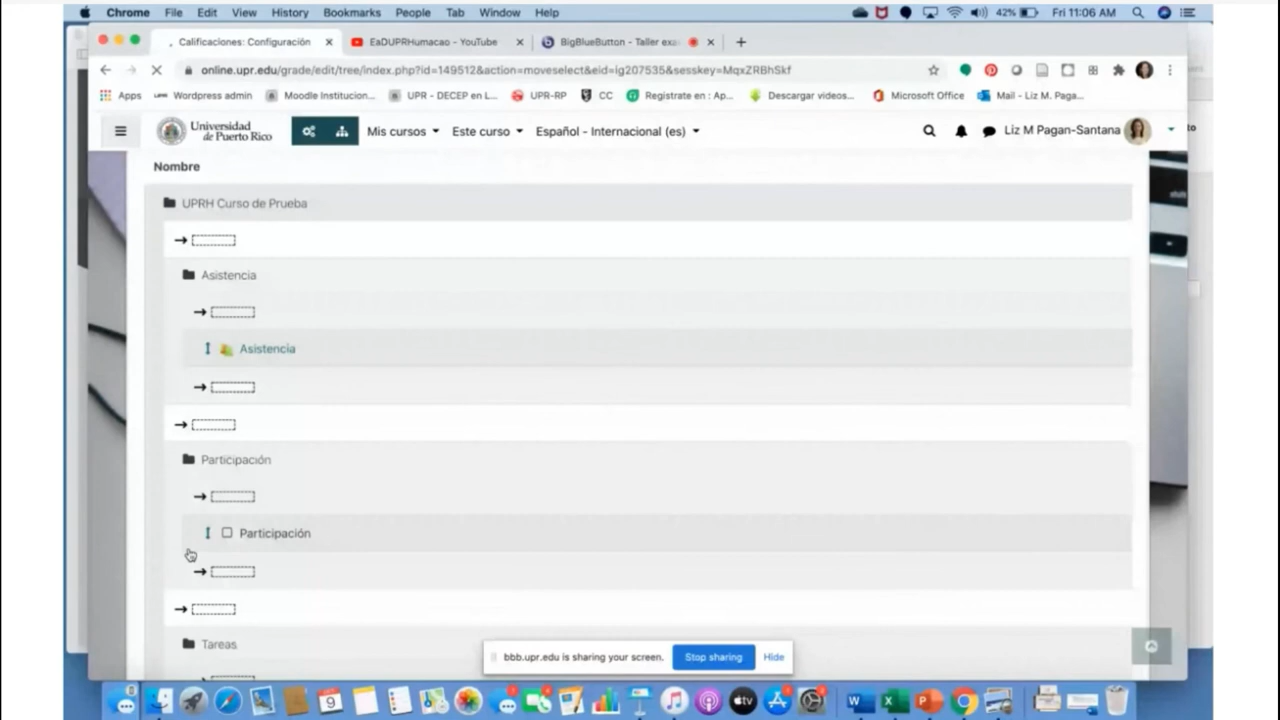 Chrome File Edit View History Bookmarks People Tab Window Help 42% Fri 11:06 AM
Calificaciones: Configuración EaDUPRHumacao - YouTube BigBlueButton - Taller exa
online.upr.edu/grade/edit/tree/index.php?id=149512&action=moveselect&eid=ig207535&sesskey=MqxZRBhSkf
Apps Wordpress admin Moodle Institucion... UPR - DECEP en L... UPR-RP CC Registrate en : Ap... Descargar videos... Microsoft Office Mail - Liz M. Paga...
Universidad de Puerto Rico Mis cursos Este curso Español - Internacional (es) Liz M Pagan-Santana
Nombre
UPRH Curso de Prueba
Asistencia
Asistencia
Participación
Participación
Tareas
bbb.upr.edu is sharing your screen. Stop sharing Hide